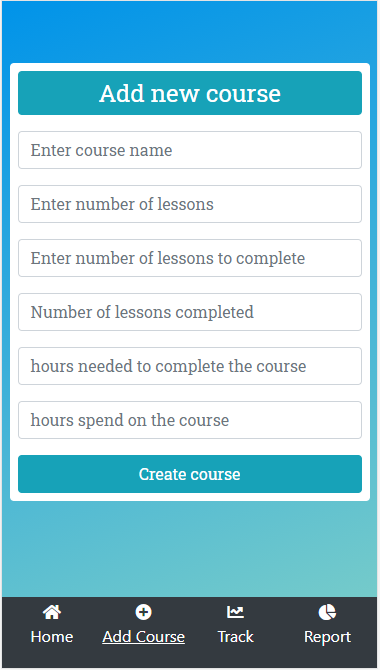 Add new course
Enter course name
Enter number of lessons
Enter number of lessons to complete
Number of lessons completed
hours needed to complete the course
hours spend on the course
Create course
Home Add Course Track Report